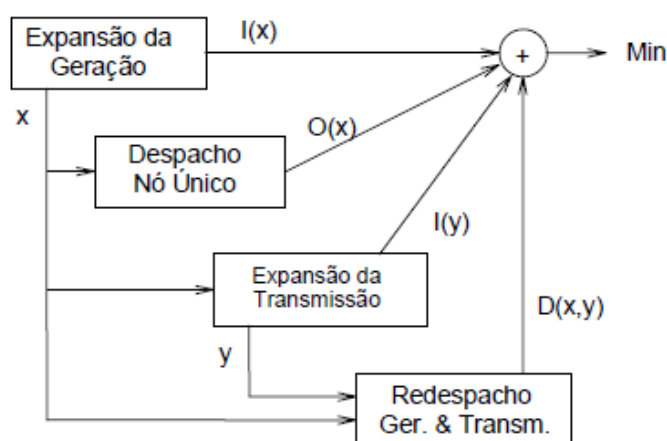 Expansão da
Geração
I(x)
+
Min
x
O(x)
Despacho
Nó Único
I(y)
Expansão da
Transmissão
D(x,y)
y
Redespacho
Ger. & Transm.